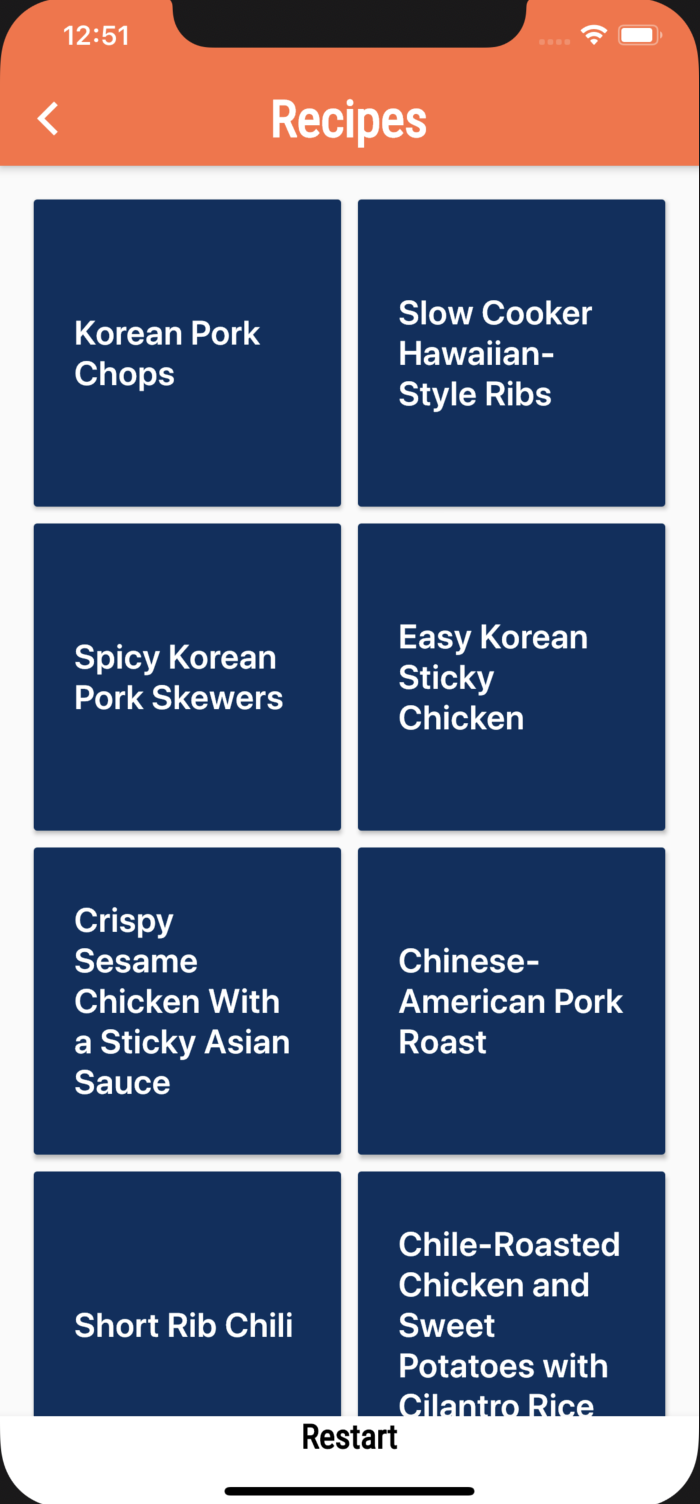 12:51
Recipes
Korean Pork
Chops
Slow Cooker
Hawaiian-
Style Ribs
Spicy Korean
Pork Skewers
Easy Korean
Sticky
Chicken
Crispy
Sesame
Chicken With
a Sticky Asian
Sauce
Chinese-
American Pork
Roast
Short Rib Chili
Chile-Roasted
Chicken and
Sweet
Potatoes with
Cilantro Rice
Restart